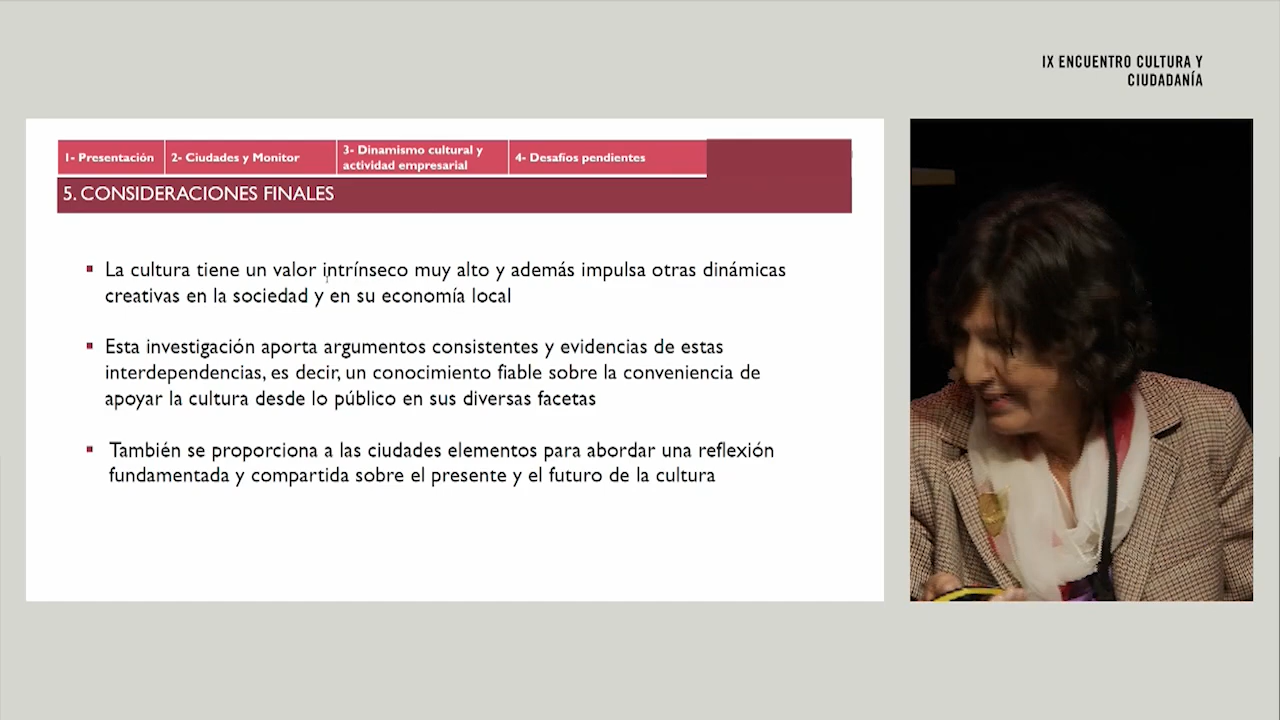 IX ENCUENTRO CULTURA Y
CIUDADANÍA
1- Presentación
2- Ciudades y Monitor
3- Dinamismo cultural y
actividad empresarial
4- Desafíos pendientes
5. CONSIDERACIONES FINALES
La cultura tiene un valor intrínseco muy alto y además impulsa otras dinámicas
creativas en la sociedad y en su economía local
Esta investigación aporta argumentos consistentes y evidencias de estas
interdependencias, es decir, un conocimiento fiable sobre la conveniencia de
apoyar la cultura desde lo público en sus diversas facetas
También se proporciona a las ciudades elementos para abordar una reflexión
fundamentada y compartida sobre el presente y el futuro de la cultura